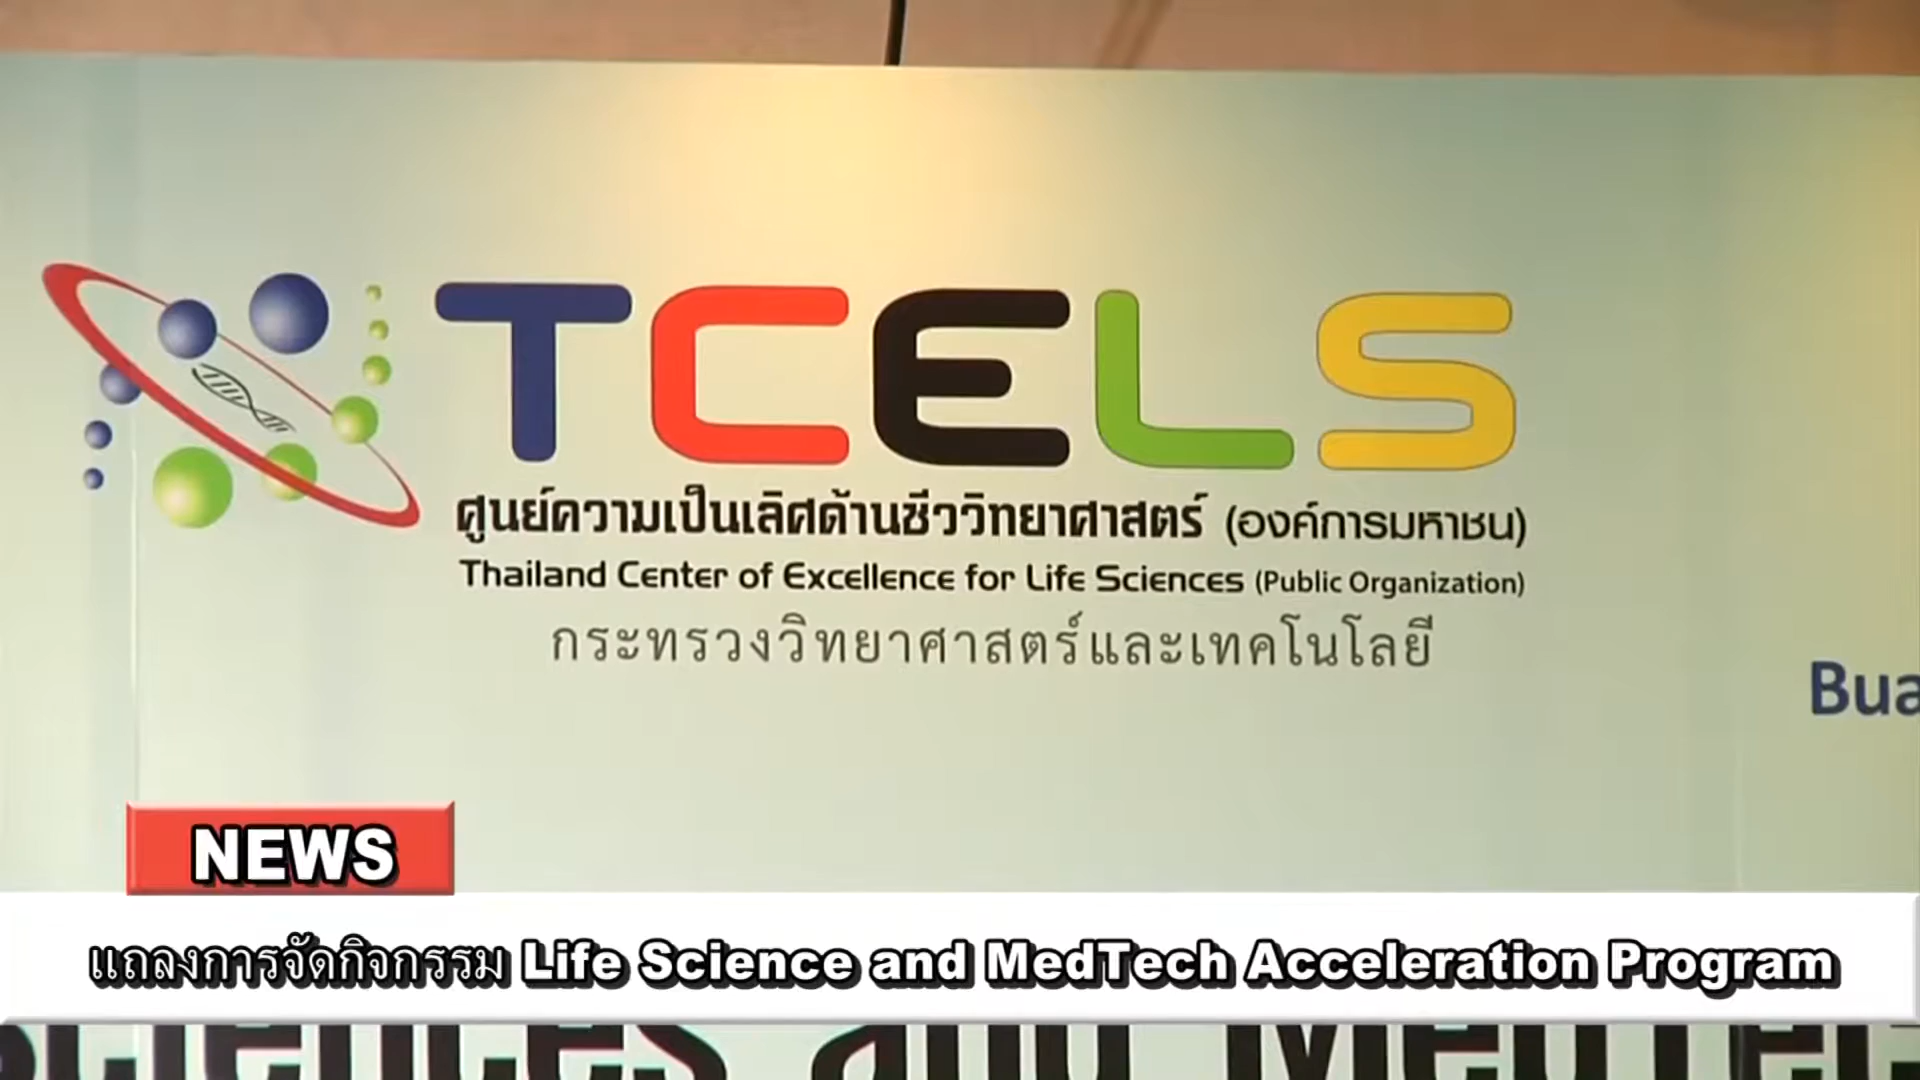 TCELS
ศูนย์ความเป็นเลิศด้านชีววิทยาศาสตร์ (องค์การมหาชน)
Thailand Center of Excellence for Life Sciences (Public Organization)
กระทรวงวิทยาศาสตร์และเทคโนโลยี
Bua
NEWS
แถลงการจัดกิจกรรม Life Science and MedTech Acceleration Program
Sciences and MedTec